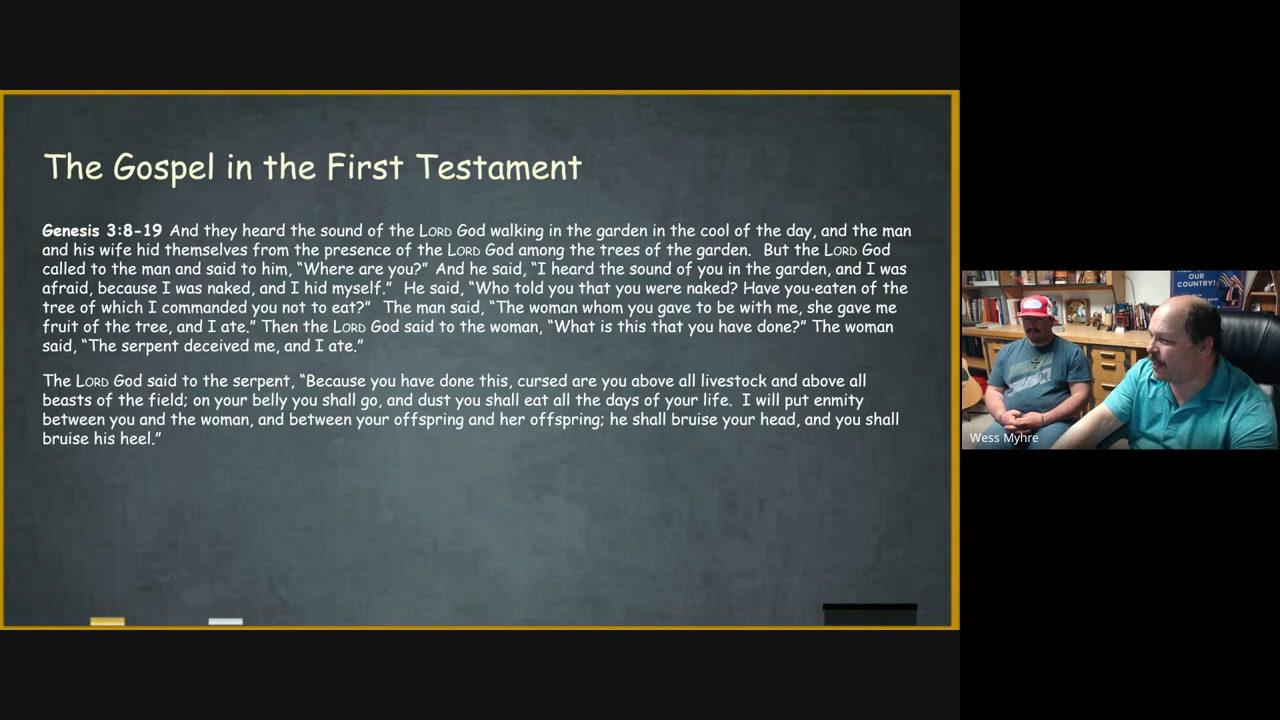 The Gospel in the First Testament
Genesis 3:8-19 And they heard the sound of the LORD God walking in the garden in the cool of the day, and the man
and his wife hid themselves from the presence of the LORD God among the trees of the garden.  But the LORD God
called to the man and said to him, “Where are you?” And he said, “I heard the sound of you in the garden, and I was
afraid, because I was naked, and I hid myself.”  He said, “Who told you that you were naked? Have you·eaten of the
tree of which I commanded you not to eat?”  The man said, “The woman whom you gave to be with me, she gave me
fruit of the tree, and I ate.” Then the LORD God said to the woman, “What is this that you have done?” The woman
said, “The serpent deceived me, and I ate.”
The LORD God said to the serpent, “Because you have done this, cursed are you above all livestock and above all
beasts of the field; on your belly you shall go, and dust you shall eat all the days of your life.  I will put enmity
between you and the woman, and between your offspring and her offspring; he shall bruise your head, and you shall
bruise his heel.”
OUR
COUNTRY!
Wess Myhre